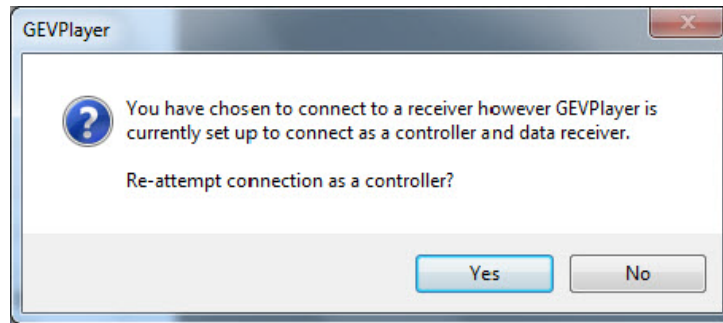 GEVPlayer
You have chosen to connect to a receiver however GEVPlayer is
currently set up to connect as a controller and data receiver.
Re-attempt connection as a controller?
Yes
No